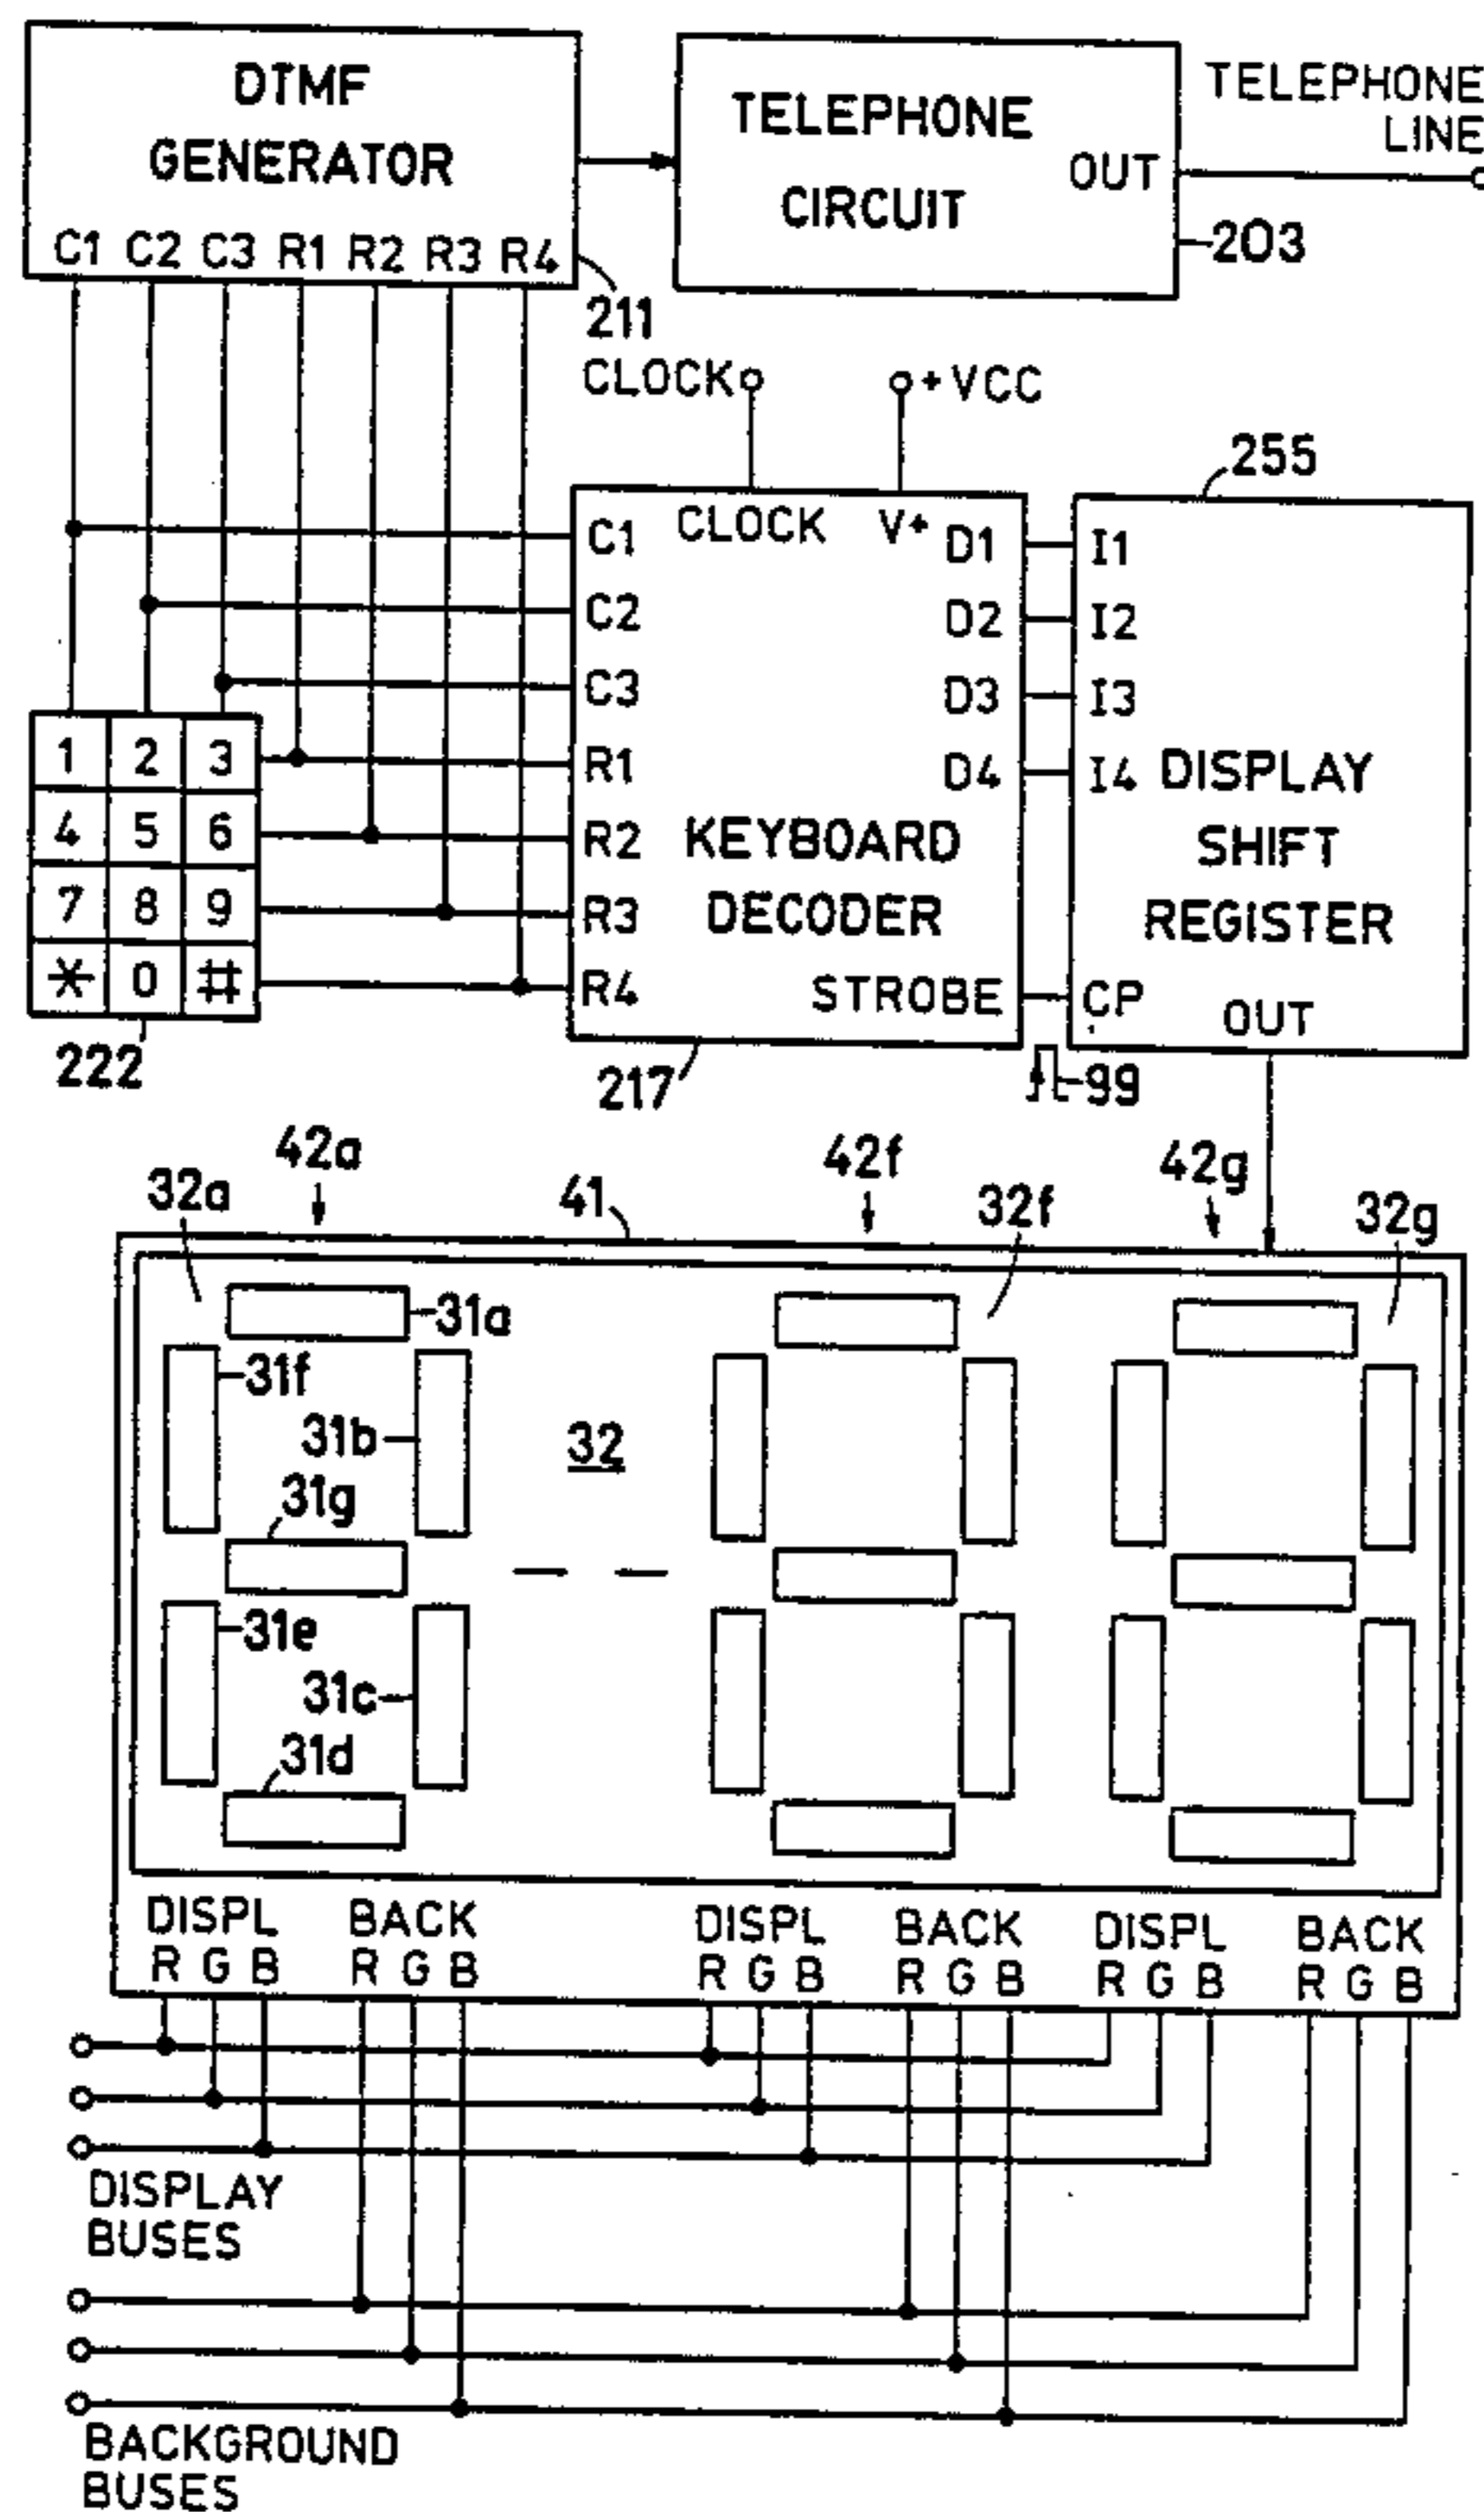 DTMF
GENERATOR
C1 C2 C3 R1 R2 R3 R4
211
TELEPHONE
CIRCUIT
OUT
203
TELEPHONE
LINE
CLOCK
+ VCC
255
C1
C2
C3
R1
R2
R3
R4
CLOCK
V+
D1
D2
D3
D4
KEYBOARD
DECODER
STROBE
217
I1
I2
I3
I4
DISPLAY
SHIFT
REGISTER
CP
OUT
99
1 2 3
4 5 6
7 8 9
* 0 #
222
42a
42f
42g
32a
41
32f
32g
31a
31f
31b
32
31g
31e
31c
31d
DISPL BACK DISPL BACK DISPL BACK
R G B R G B R G B R G B R G B R G B
DISPLAY
BUSES
BACKGROUND
BUSES